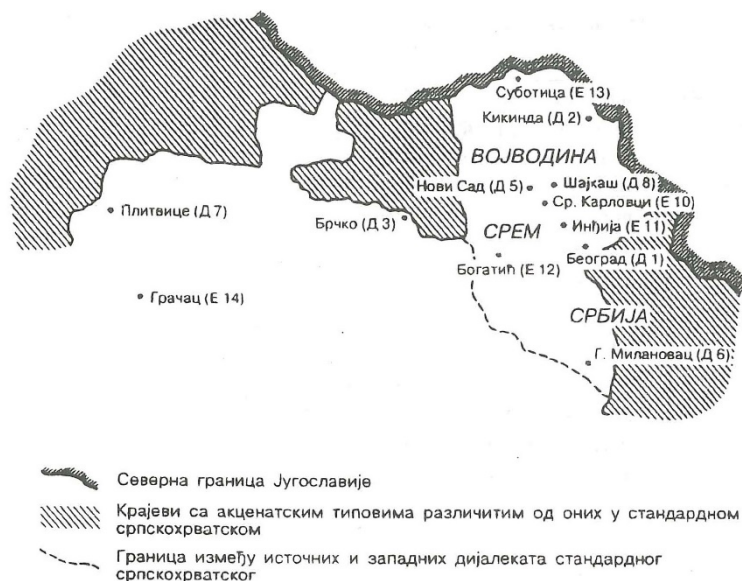 Суботица (Е 13)
Кикинда (Д 2)
ВОЈВОДИНА
Нови Сад (Д 5)
Шајкаш (Д 8)
Ср. Карловци (Е 10)
Плитвице (Д 7)
Брчко (Д 3)
СРЕМ
Инђија (Е 11)
Богатић (Е 12)
Београд (Д 1)
Грачац (Е 14)
СРБИЈА
Г. Милановац (Д 6)
Северна граница Југославије
Крајеви са акценатским типовима различитим од оних у стандардном
српскохрватском
Граница између источних и западних дијалеката стандардног
српскохрватског